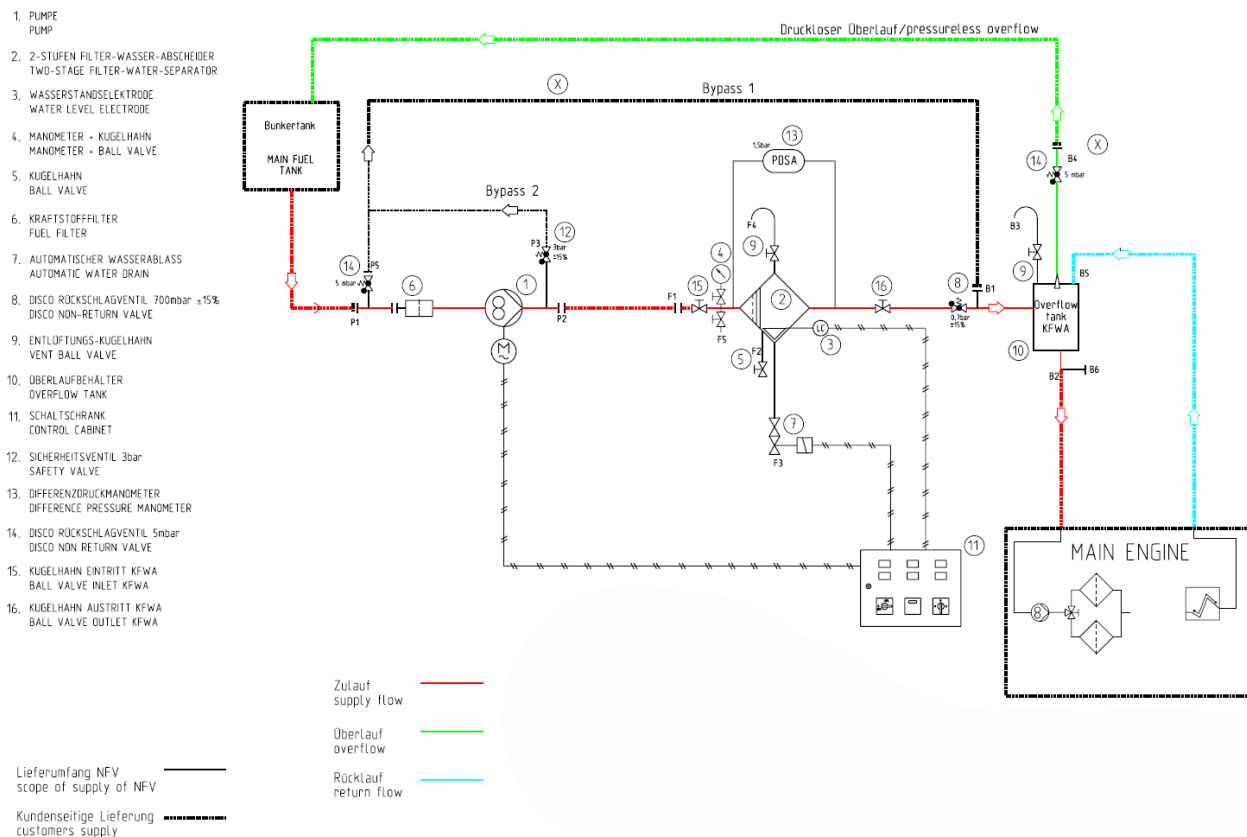 1. PUMPE
PUMP
2. 2-STUFEN FILTER-WASSER-ABSCHEIDER
TWO-STAGE FILTER-WATER-SEPARATOR
3. WASSERSTANDSELEKTRODE
WATER LEVEL ELECTRODE
4. MANOMETER + KUGELHAHN
MANOMETER + BALL VALVE
5. KUGELHAHN
BALL VALVE
6. KRAFTSTOFFFILTER
FUEL FILTER
7. AUTOMATISCHER WASSERABLASS
AUTOMATIC WATER DRAIN
8. DISCO RÜCKSCHLAGVENTIL 700mbar ±15%
DISCO NON-RETURN VALVE
9. ENTLÜFTUNGS-KUGELHAHN
VENT BALL VALVE
10. ÜBERLAUFBEHÄLTER
OVERFLOW TANK
11. SCHALTSCHRANK
CONTROL CABINET
12. SICHERHEITSVENTIL 3bar
SAFETY VALVE
13. DIFFERENZDRUCKMANOMETER
DIFFERENCE PRESSURE MANOMETER
14. DISCO RÜCKSCHLAGVENTIL 5mbar
DISCO NON RETURN VALVE
15. KUGELHAHN EINTRITT KFWA
BALL VALVE INLET KFWA
16. KUGELHAHN AUSTRITT KFWA
BALL VALVE OUTLET KFWA
Druckloser Überlauf/pressureless overflow
X
Bypass 1
Bunkertank
MAIN FUEL
TANK
13
1.5bar
PDSA
X
B4
14
5 mbar
Bypass 2
F4
9
B3
9
P3
12
3bar
±15%
14
P5
5 mbar
4
B5
6
1
15
2
16
8
B1
Overflow
tank
KFWA
P1
P2
F1
F5
0,7bar
±15%
10
M
F2
5
LC
3
B2
B6
7
F3
11
MAIN ENGINE
Zulauf
supply flow
Überlauf
overflow
Rücklauf
return flow
Lieferumfang NFV
scope of supply of NFV
Kundenseitige Lieferung
customers supply